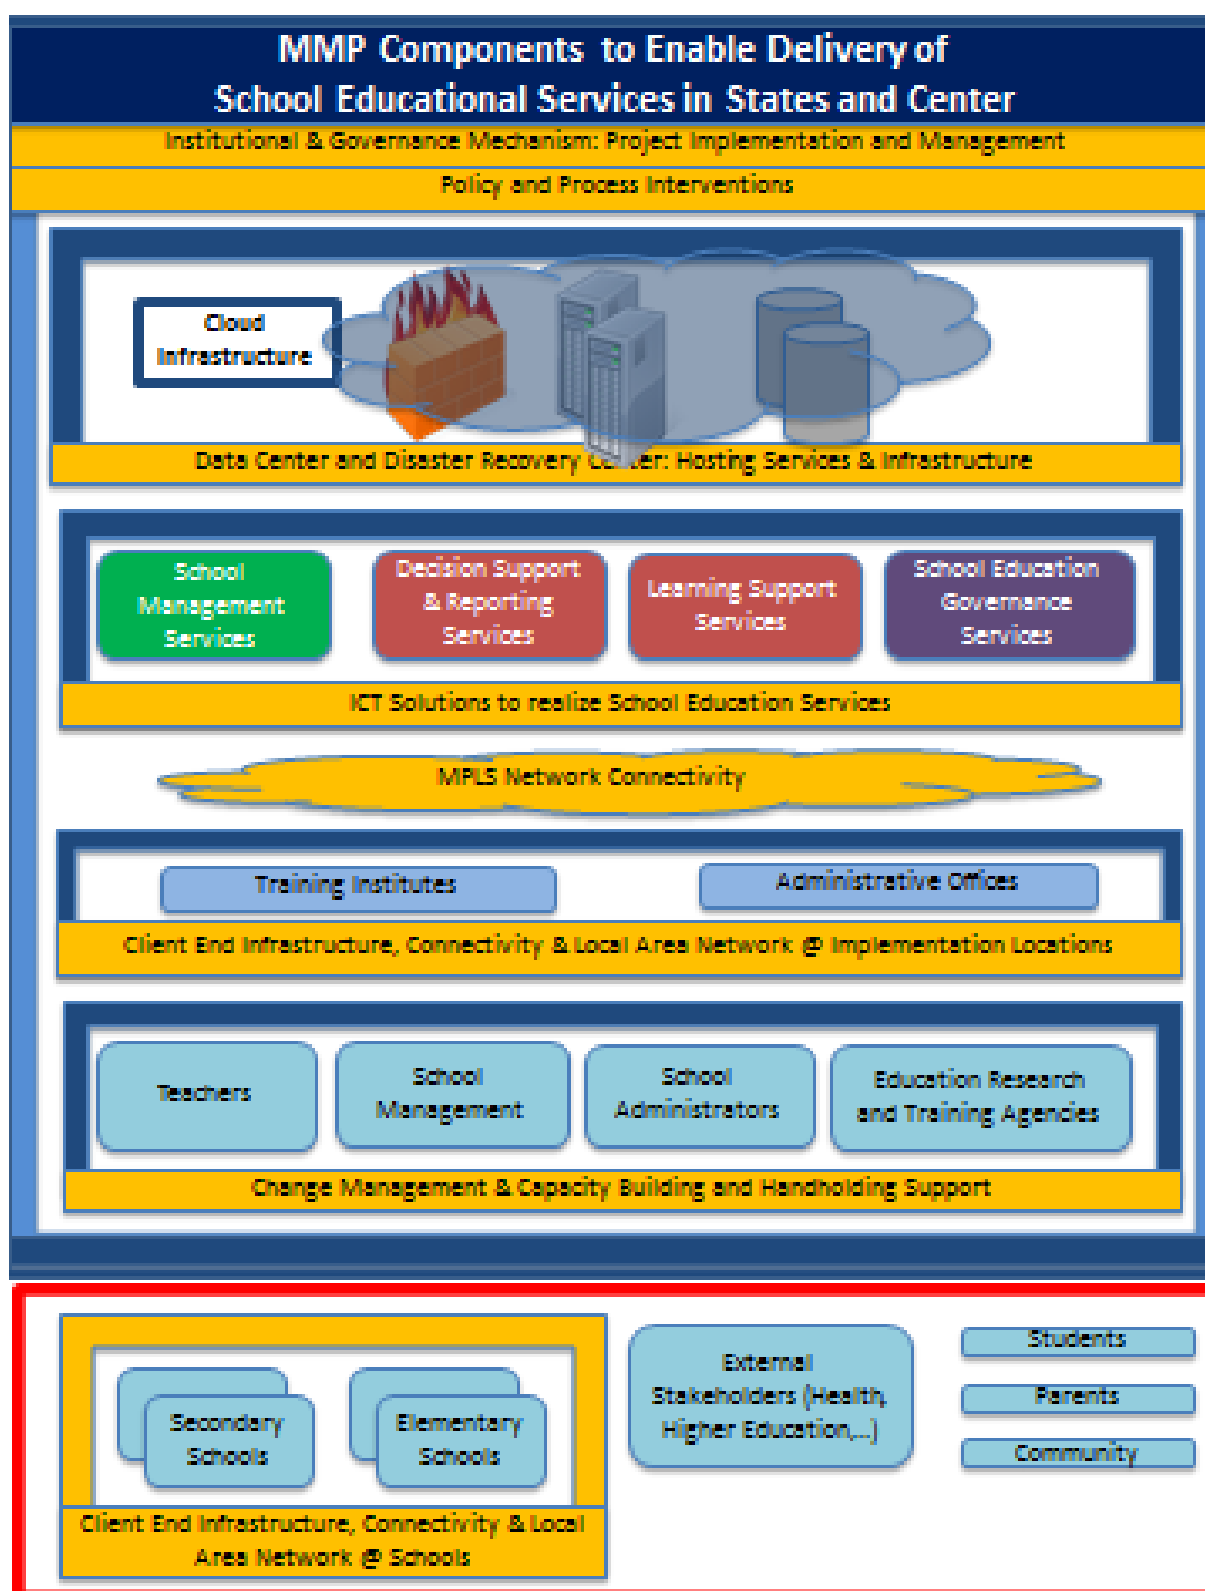 MMP Components to Enable Delivery of
School Educational Services in States and Center
Institutional & Governance Mechanism: Project Implementation and Management
Policy and Process Interventions
Cloud
Infrastructure
Data Center and Disaster Recovery Center: Hosting Services & Infrastructure
School
Management
Services
Decision Support
& Reporting
Services
Learning Support
Services
School Education
Governance
Services
ICT Solutions to realize School Education Services
MPLS Network Connectivity
Training Institutes
Administrative Offices
Client End Infrastructure, Connectivity & Local Area Network @ Implementation Locations
Teachers
School
Management
School
Administrators
Education Research
and Training Agencies
Change Management & Capacity Building and Handholding Support
Secondary
Schools
Elementary
Schools
Client End Infrastructure, Connectivity & Local
Area Network @ Schools
External
Stakeholders (Health,
Higher Education,...)
Students
Parents
Community